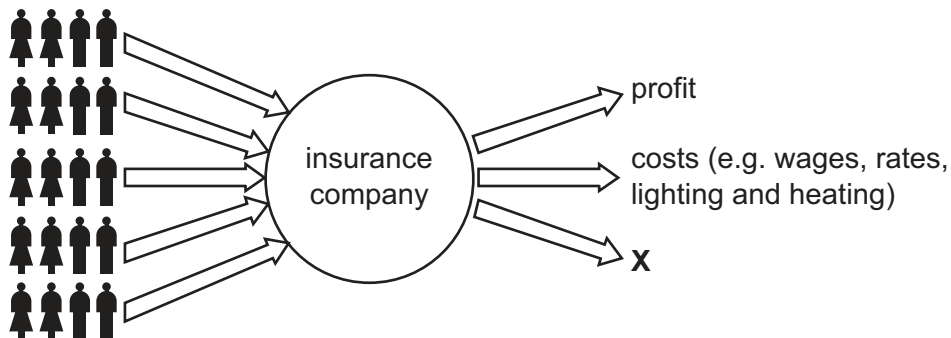 profit
insurance
company
costs (e.g. wages, rates,
lighting and heating)
X